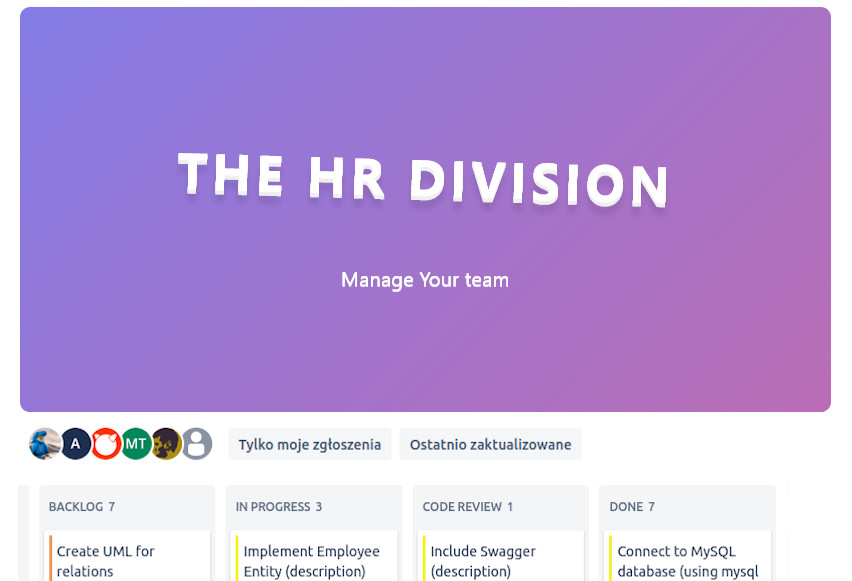 THE HR DIVISION
Manage Your team
A MT
Tylko moje zgłoszenia Ostatnio zaktualizowane
BACKLOG 7
Create UML for
relations
IN PROGRESS 3
Implement Employee
Entity (description)
CODE REVIEW 1
Include Swagger
(description)
DONE 7
Connect to MySQL
database (using mysql